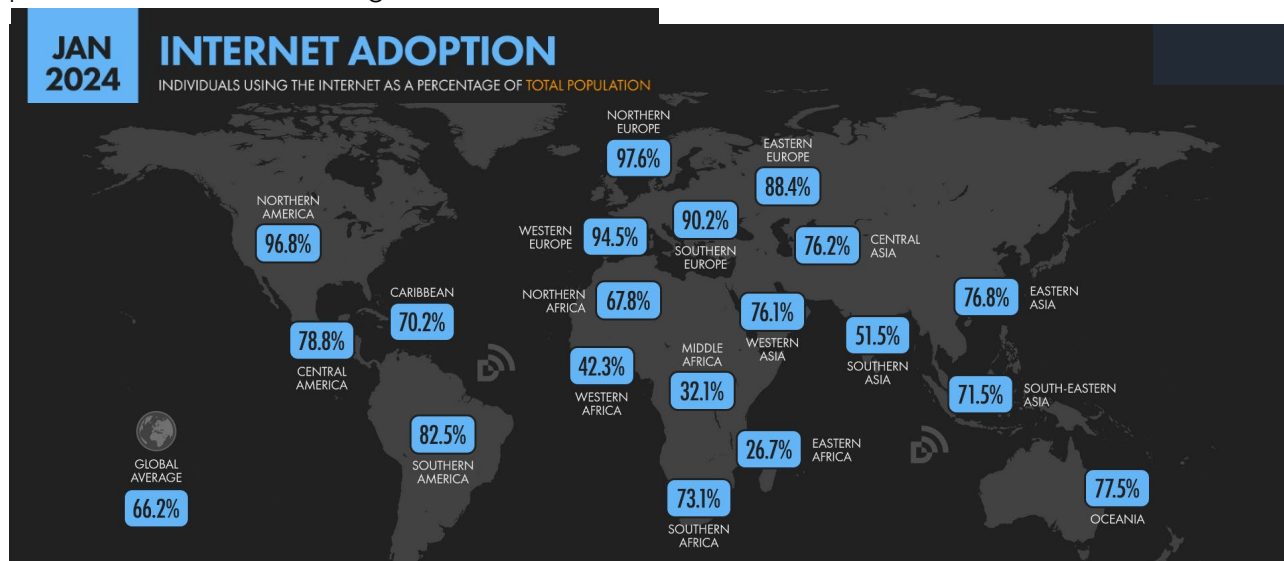 JAN
2024
INTERNET ADOPTION
INDIVIDUALS USING THE INTERNET AS A PERCENTAGE OF TOTAL POPULATION
NORTHERN
EUROPE
97.6%
EASTERN
EUROPE
88.4%
NORTHERN
AMERICA
96.8%
WESTERN
EUROPE
94.5%
90.2%
SOUTHERN
EUROPE
76.2%
CENTRAL
ASIA
CARIBBEAN
70.2%
NORTHERN
AFRICA
67.8%
76.1%
WESTERN
ASIA
76.8%
EASTERN
ASIA
78.8%
CENTRAL
AMERICA
42.3%
WESTERN
AFRICA
MIDDLE
AFRICA
32.1%
51.5%
SOUTHERN
ASIA
71.5%
SOUTH-EASTERN
ASIA
82.5%
SOUTHERN
AMERICA
26.7%
EASTERN
AFRICA
GLOBAL
AVERAGE
66.2%
73.1%
SOUTHERN
AFRICA
77.5%
OCEANIA